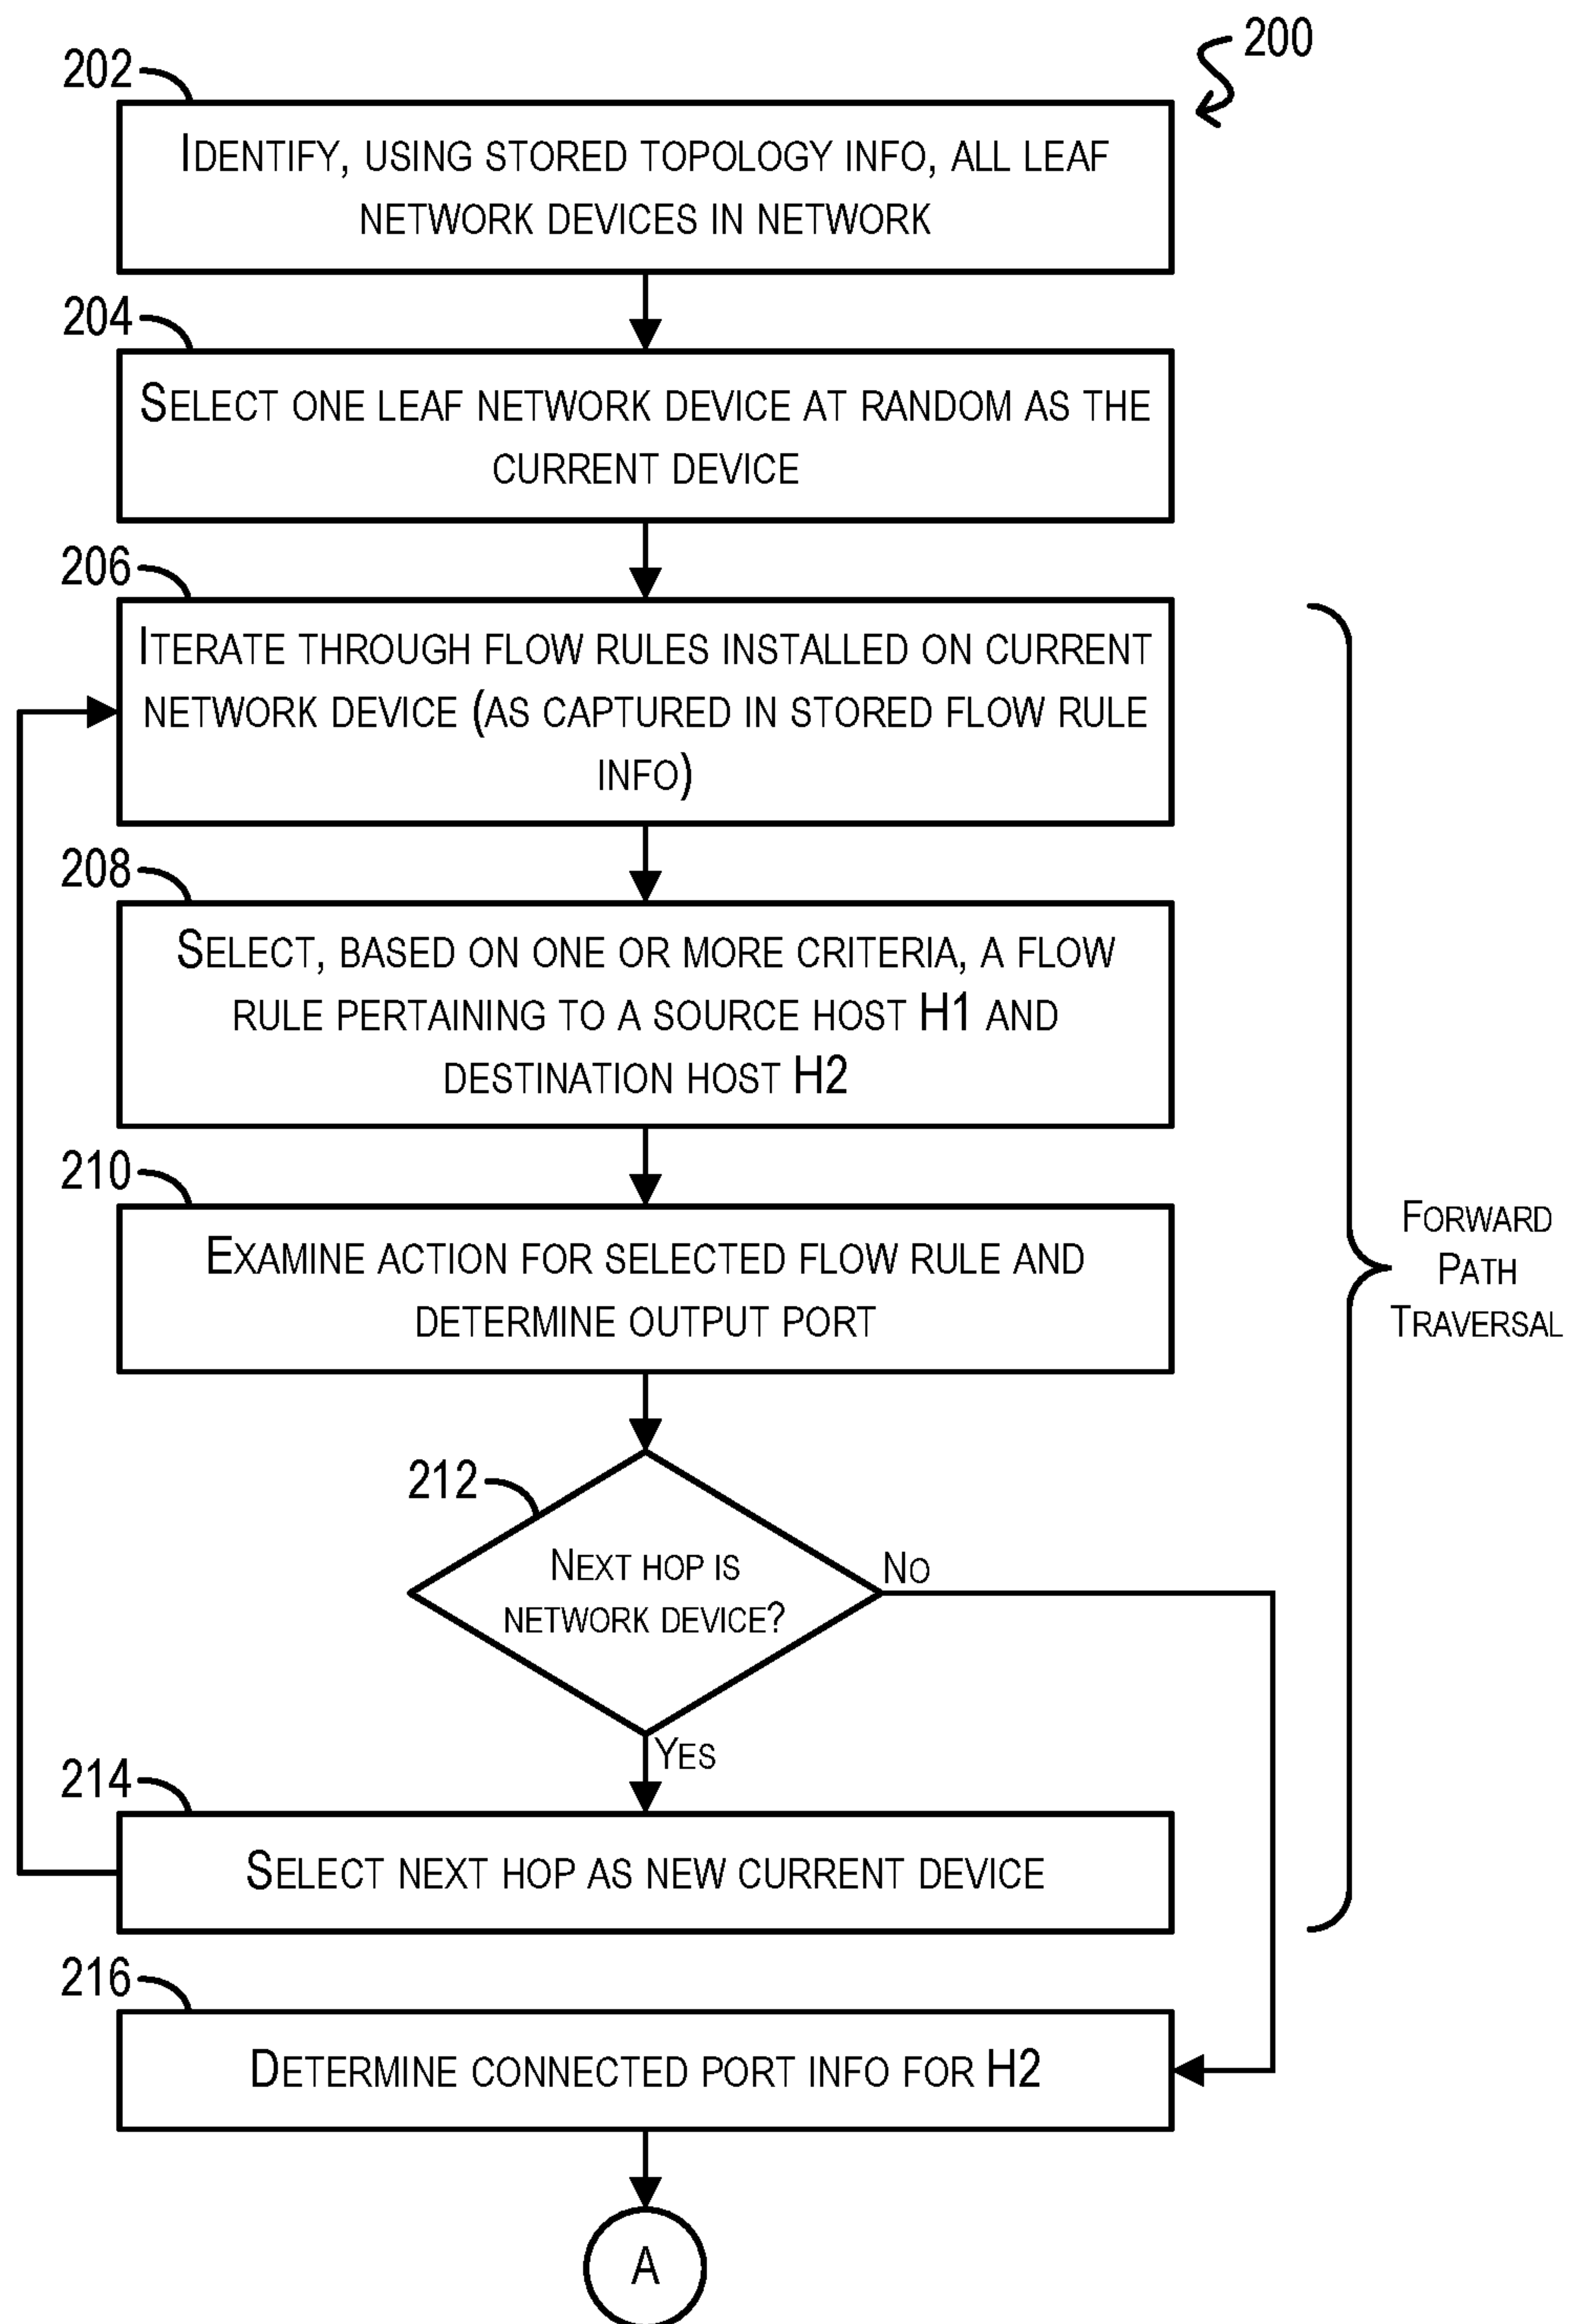 200
202
Identify, using stored topology info, all leaf
network devices in network
204
Select one leaf network device at random as the
current device
206
Iterate through flow rules installed on current
network device (as captured in stored flow rule
info)
208
Select, based on one or more criteria, a flow
rule pertaining to a source host H1 and
destination host H2
210
Examine action for selected flow rule and
determine output port
Forward
Path
Traversal
212
Next hop is
network device?
No
Yes
214
Select next hop as new current device
216
Determine connected port info for H2
A